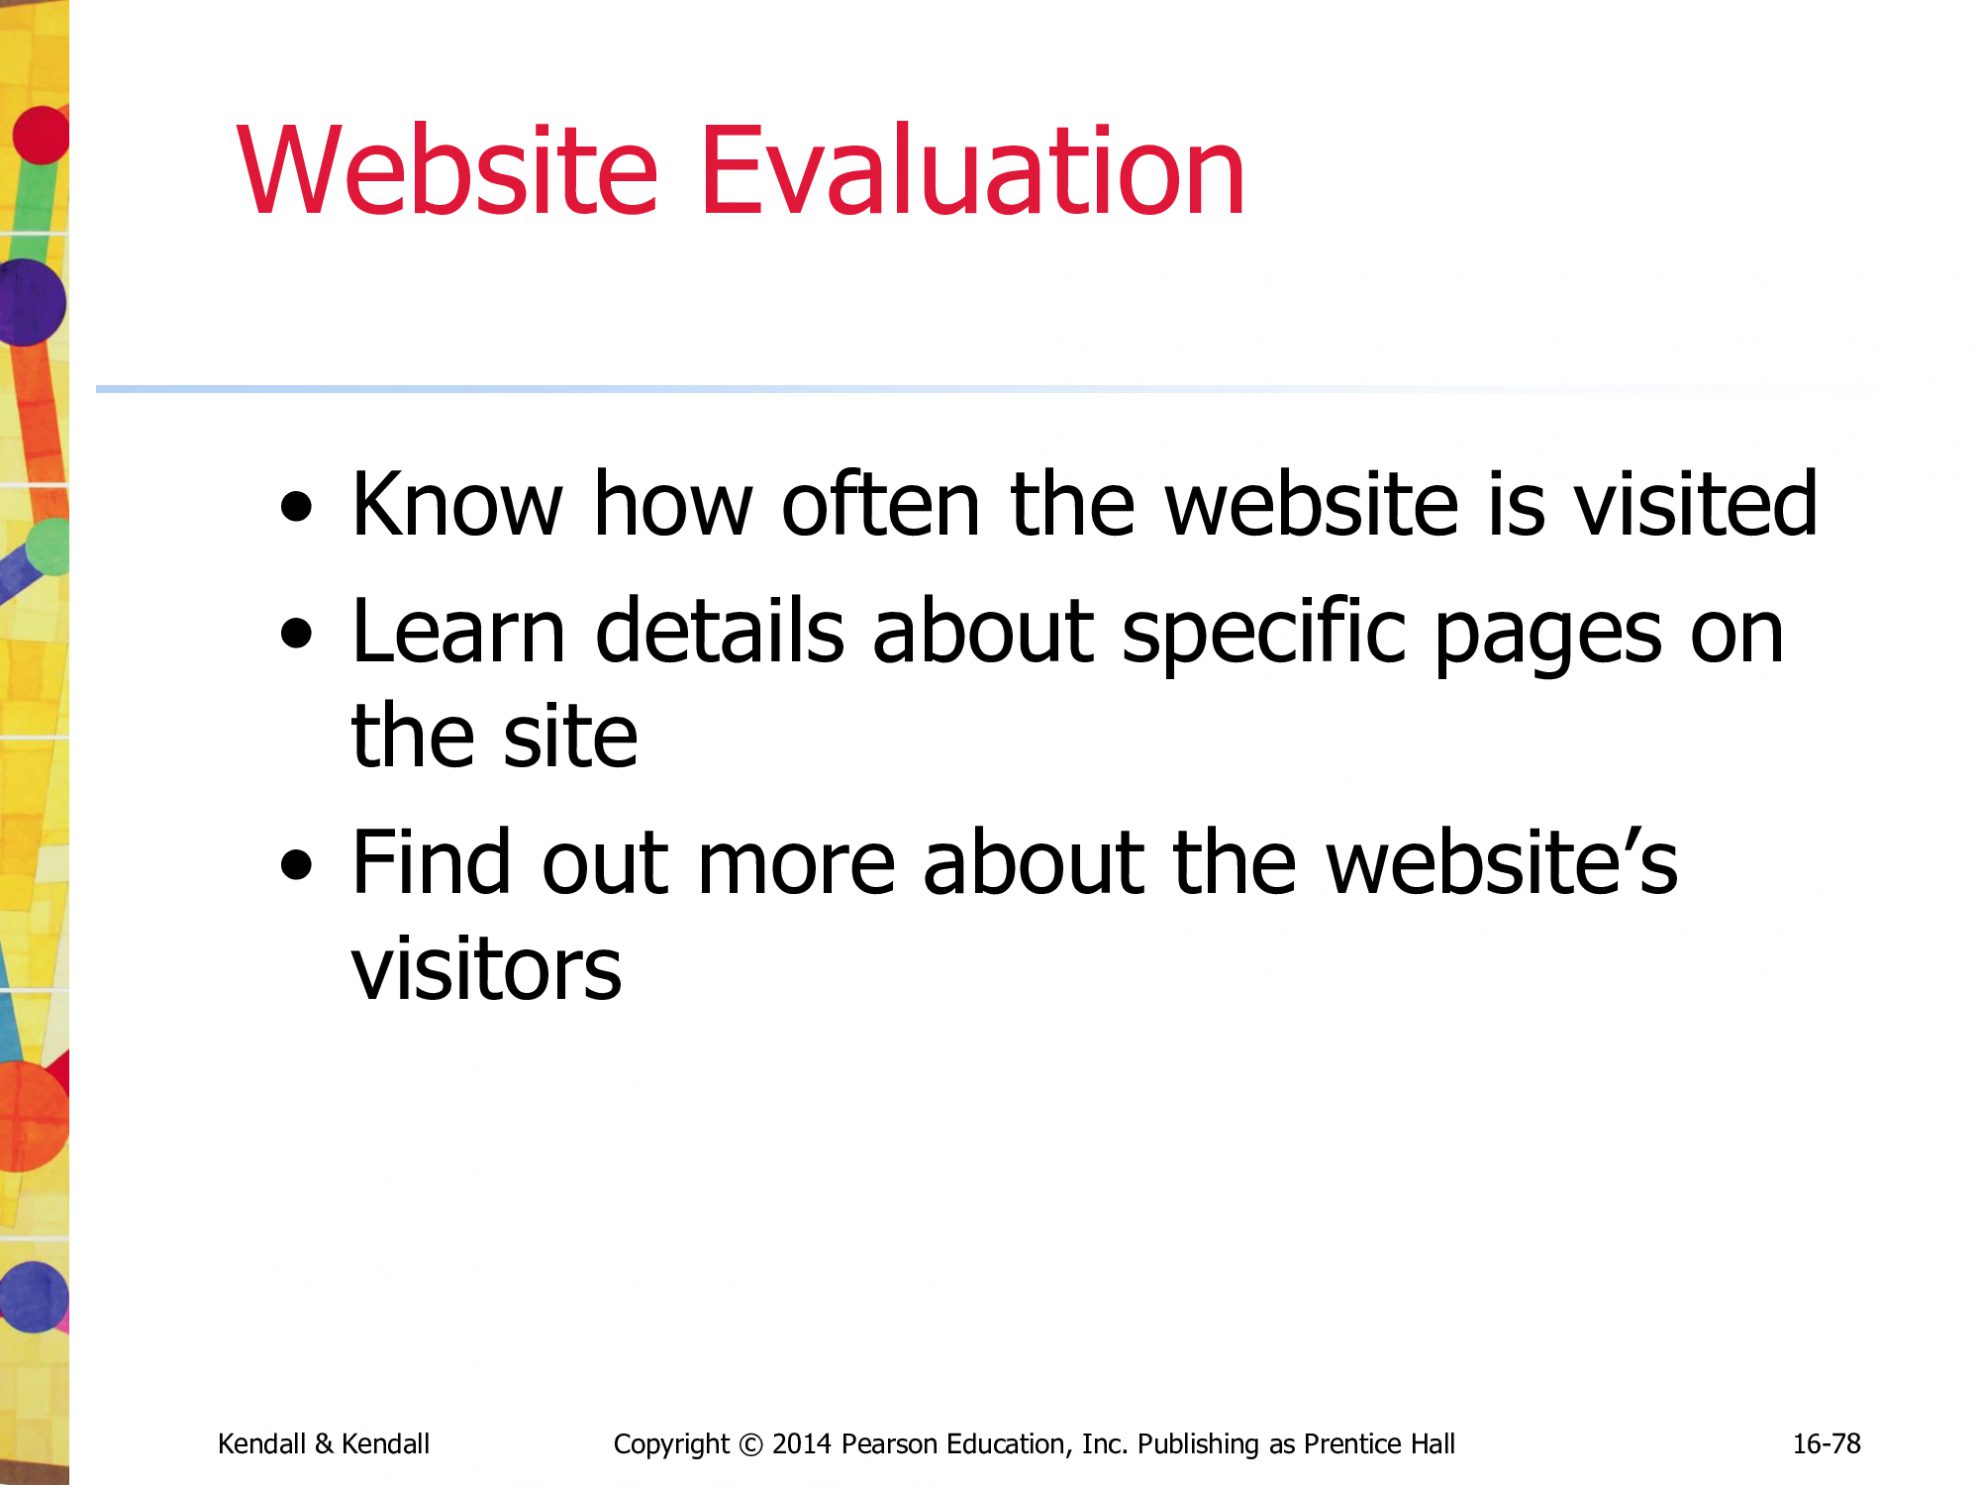 Website Evaluation
• Know how often the website is visited
• Learn details about specific pages on
the site
• Find out more about the website’s
visitors
Kendall & Kendall
Copyright © 2014 Pearson Education, Inc. Publishing as Prentice Hall
16-78